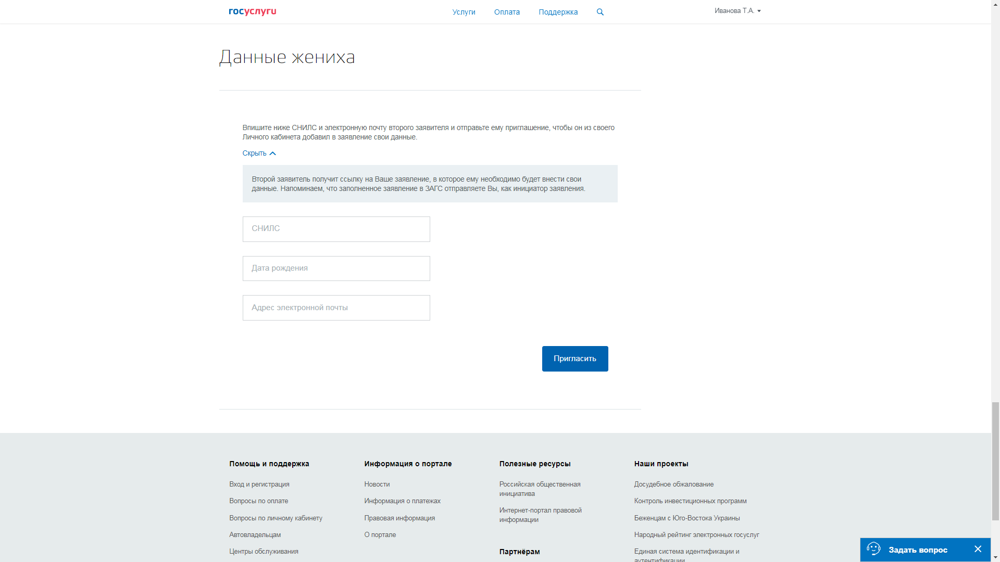 госуслуги
Услуги
Оплата
Поддержка
Иванова Т.А.
Данные жениха
Впишите ниже СНИЛС и электронную почту второго заявителя и отправьте ему приглашение, чтобы он из своего
Личного кабинета добавил в заявление свои данные.
Скрыть
Второй заявитель получит ссылку на Ваше заявление, в которое ему необходимо будет внести свои
данные. Напоминаем, что заполненное заявление в ЗАГС отправляете Вы, как инициатор заявления.
СНИЛС
Дата рождения
Адрес электронной почты
Пригласить
Помощь и поддержка
Вход и регистрация
Вопросы по оплате
Вопросы по личному кабинету
Автовладельцам
Центры обслуживания
Информация о портале
Новости
Информация о платежах
Правовая информация
О портале
Полезные ресурсы
Российская общественная
инициатива
Интернет-портал правовой
информации
Партнёрам
Наши проекты
Досудебное обжалование
Контроль инвестиционных программ
Беженцам с Юго-Востока Украины
Народный рейтинг электронных госуслуг
Единая система идентификации и
аутентификации
Задать вопрос